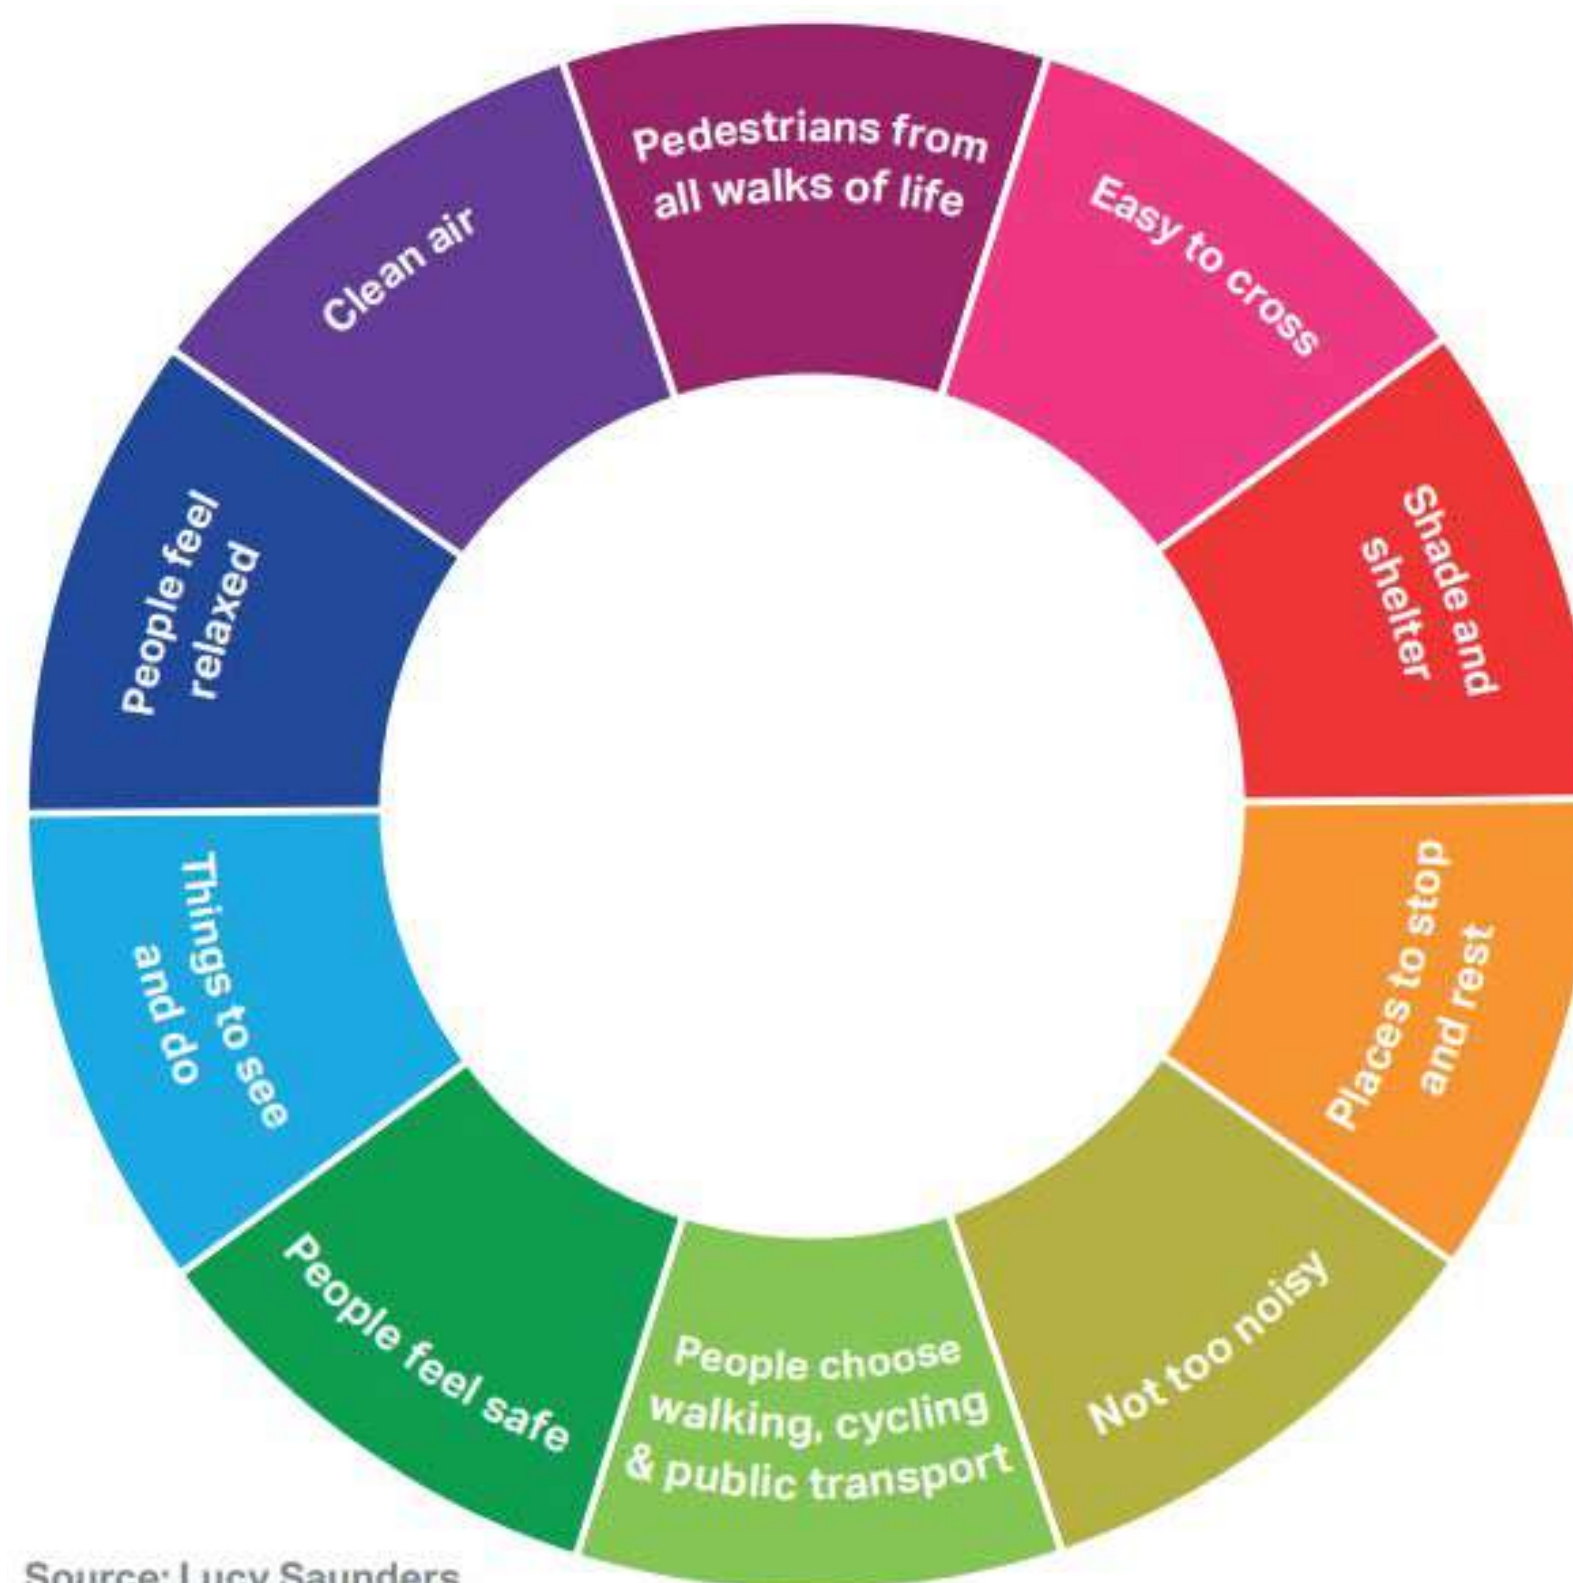 Pedestrians from
all walks of life
Easy to cross
Shade and
shelter
Places to stop
and rest
Not too noisy
People choose
walking, cycling
& public transport
People feel safe
Things to see
and do
People feel
relaxed
Clean air
Source: Lucy Saunders